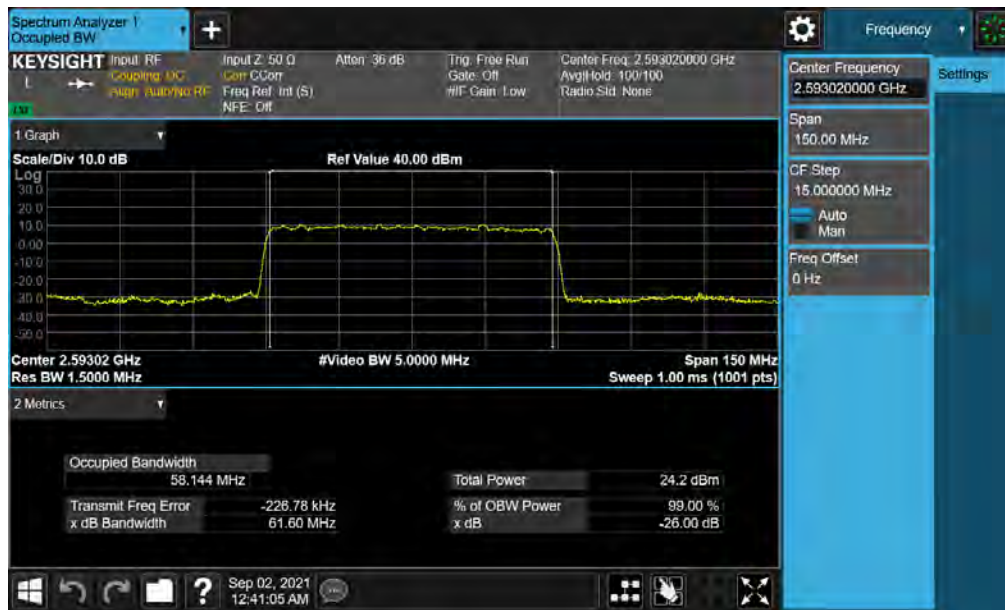 Spectrum Analyzer 1
Occupied BW
+
Frequency
KEYSIGHT Input: RF
Coupling: DC
Align: Auto/No RF
Input Z: 50 Ω
Corr CCorr
Freq Ref: Int (S)
NFE: Off
Atten: 36 dB
Trig: Free Run
Gate: Off
#IF Gain: Low
Center Freq: 2.593020000 GHz
Avg|Hold: 100/100
Radio Std: None
Center Frequency
2.593020000 GHz
Settings
Span
150.00 MHz
CF Step
15.000000 MHz
Auto
Man
Freq Offset
0 Hz
1 Graph
Scale/Div 10.0 dB
Ref Value 40.00 dBm
Log
30.0
20.0
10.0
0.00
-10.0
-20.0
-30.0
-40.0
-50.0
Center 2.59302 GHz
#Video BW 5.0000 MHz
Span 150 MHz
Res BW 1.5000 MHz
Sweep 1.00 ms (1001 pts)
2 Metrics
Occupied Bandwidth
58.144 MHz
Total Power 24.2 dBm
Transmit Freq Error -226.78 kHz
% of OBW Power 99.00 %
x dB Bandwidth 61.60 MHz
x dB -26.00 dB
?
Sep 02, 2021
12:41:05 AM